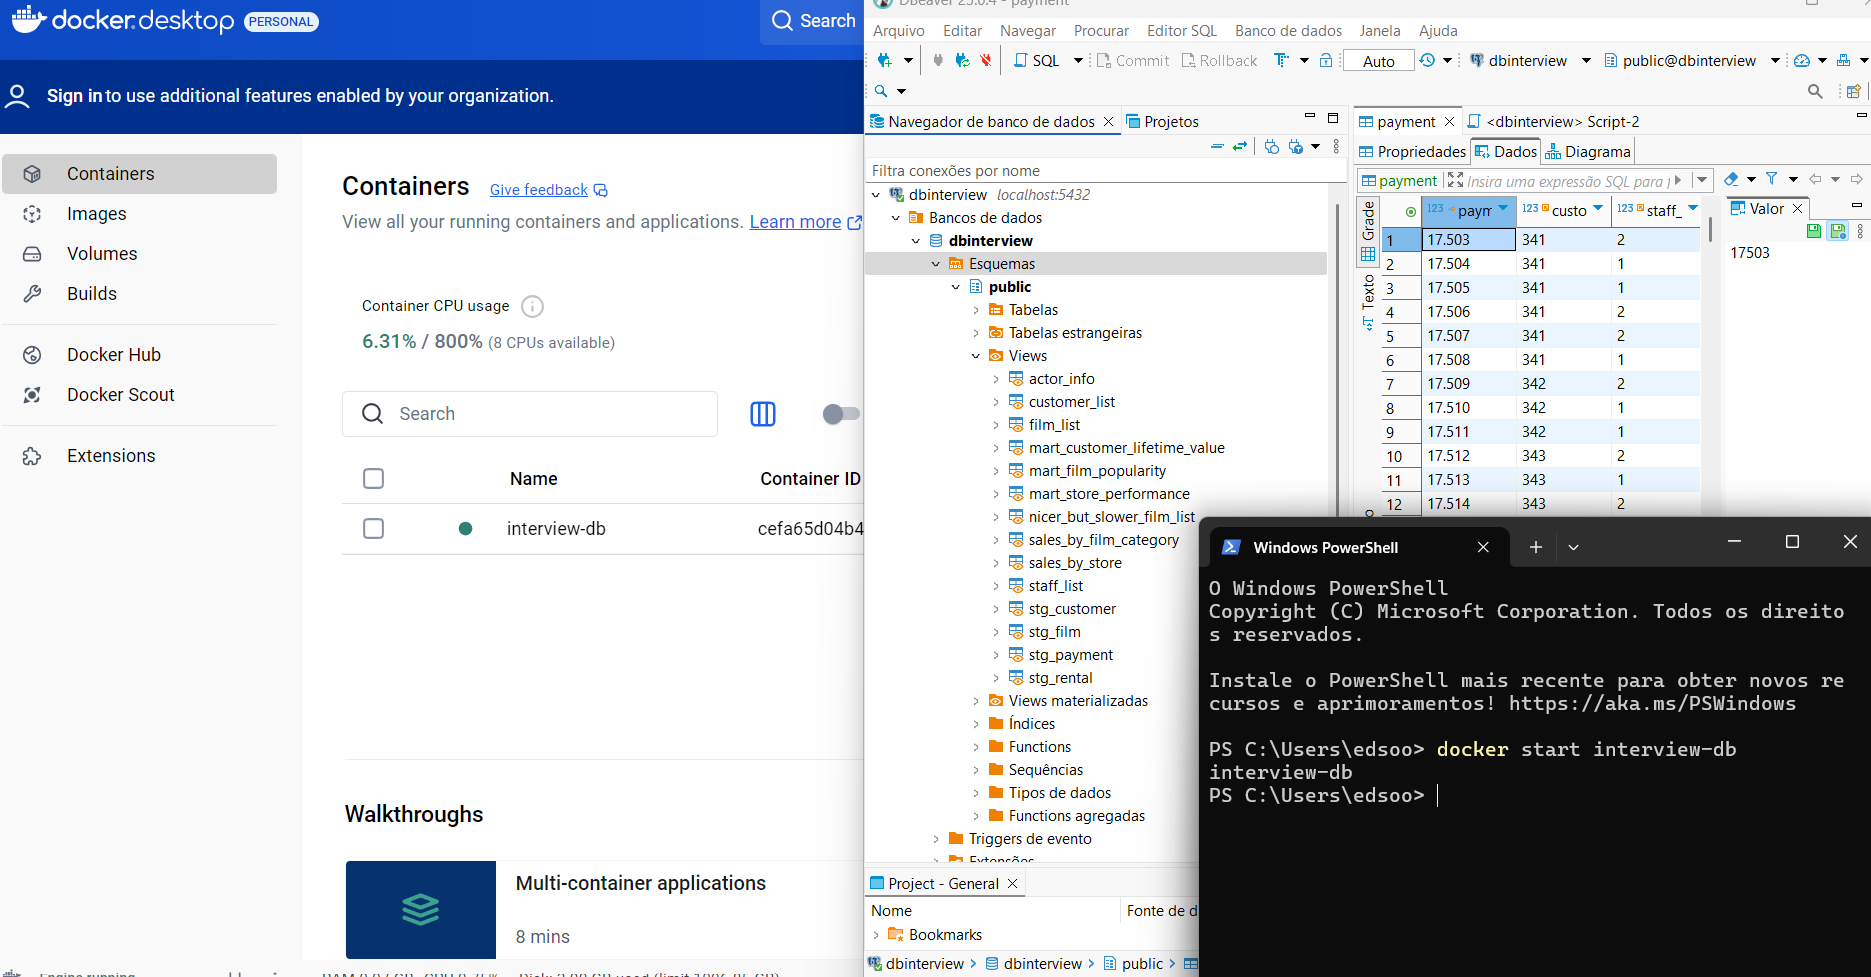 docker.desktop PERSONAL
Search
Sign in to use additional features enabled by your organization.
Containers
Images
Volumes
Builds
Docker Hub
Docker Scout
Extensions
Containers
Give feedback
View all your running containers and applications. Learn more
Container CPU usage
6.31% / 800% (8 CPUs available)
Search
Name
Container ID
interview-db
cefa65d04b4
Walkthroughs
Multi-container applications
8 mins
Engine running
DBeaver 25.0.4 - payment
Arquivo Editar Navegar Procurar Editor SQL Banco de dados Janela Ajuda
SQL Commit Rollback Auto dbinterview public@dbinterview
Navegador de banco de dados
Projetos
Filtra conexões por nome
dbinterview localhost:5432
Bancos de dados
dbinterview
Esquemas
public
Tabelas
Tabelas estrangeiras
Views
actor_info
customer_list
film_list
mart_customer_lifetime_value
mart_film_popularity
mart_store_performance
nicer_but_slower_film_list
sales_by_film_category
sales_by_store
staff_list
stg_customer
stg_film
stg_payment
stg_rental
Views materializadas
Índices
Functions
Sequências
Tipos de dados
Functions agregadas
Triggers de evento
Extensões
Project - General
Nome
Fonte de d
Bookmarks
dbinterview
dbinterview
public
payment
<dbinterview> Script-2
Propriedades Dados Diagrama
payment Insira uma expressão SQL para f
Grade
Texto
123 paym 123 custo 123 staff_
1 17.503 341 2
2 17.504 341 1
3 17.505 341 1
4 17.506 341 2
5 17.507 341 2
6 17.508 341 1
7 17.509 342 2
8 17.510 342 1
9 17.511 342 1
10 17.512 343 2
11 17.513 343 1
12 17.514 343 2
Valor
17503
Windows PowerShell
O Windows PowerShell
Copyright (C) Microsoft Corporation. Todos os direito
s reservados.
Instale o PowerShell mais recente para obter novos re
cursos e aprimoramentos! https://aka.ms/PSWindows
PS C:\Users\edsoo> docker start interview-db
interview-db
PS C:\Users\edsoo>